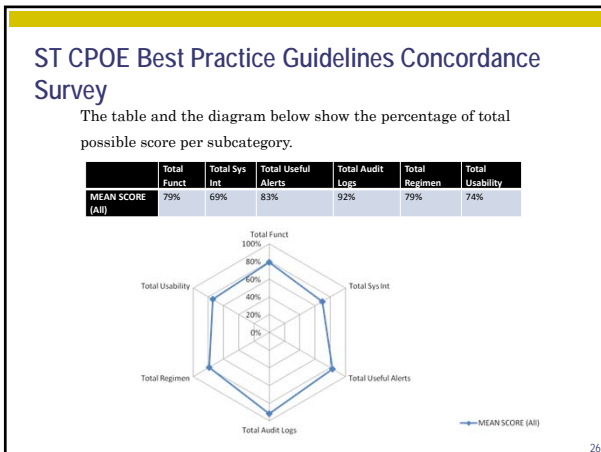 ST CPOE Best Practice Guidelines Concordance
Survey
The table and the diagram below show the percentage of total
possible score per subcategory.
Total Funct Total Sys Int Total Useful Alerts Total Audit Logs Total Regimen Total Usability
MEAN SCORE (All) 79% 69% 83% 92% 79% 74%
Total Funct
100%
80%
60%
40%
20%
0%
Total Usability
Total Sys Int
Total Regimen
Total Useful Alerts
Total Audit Logs
MEAN SCORE (All)
26